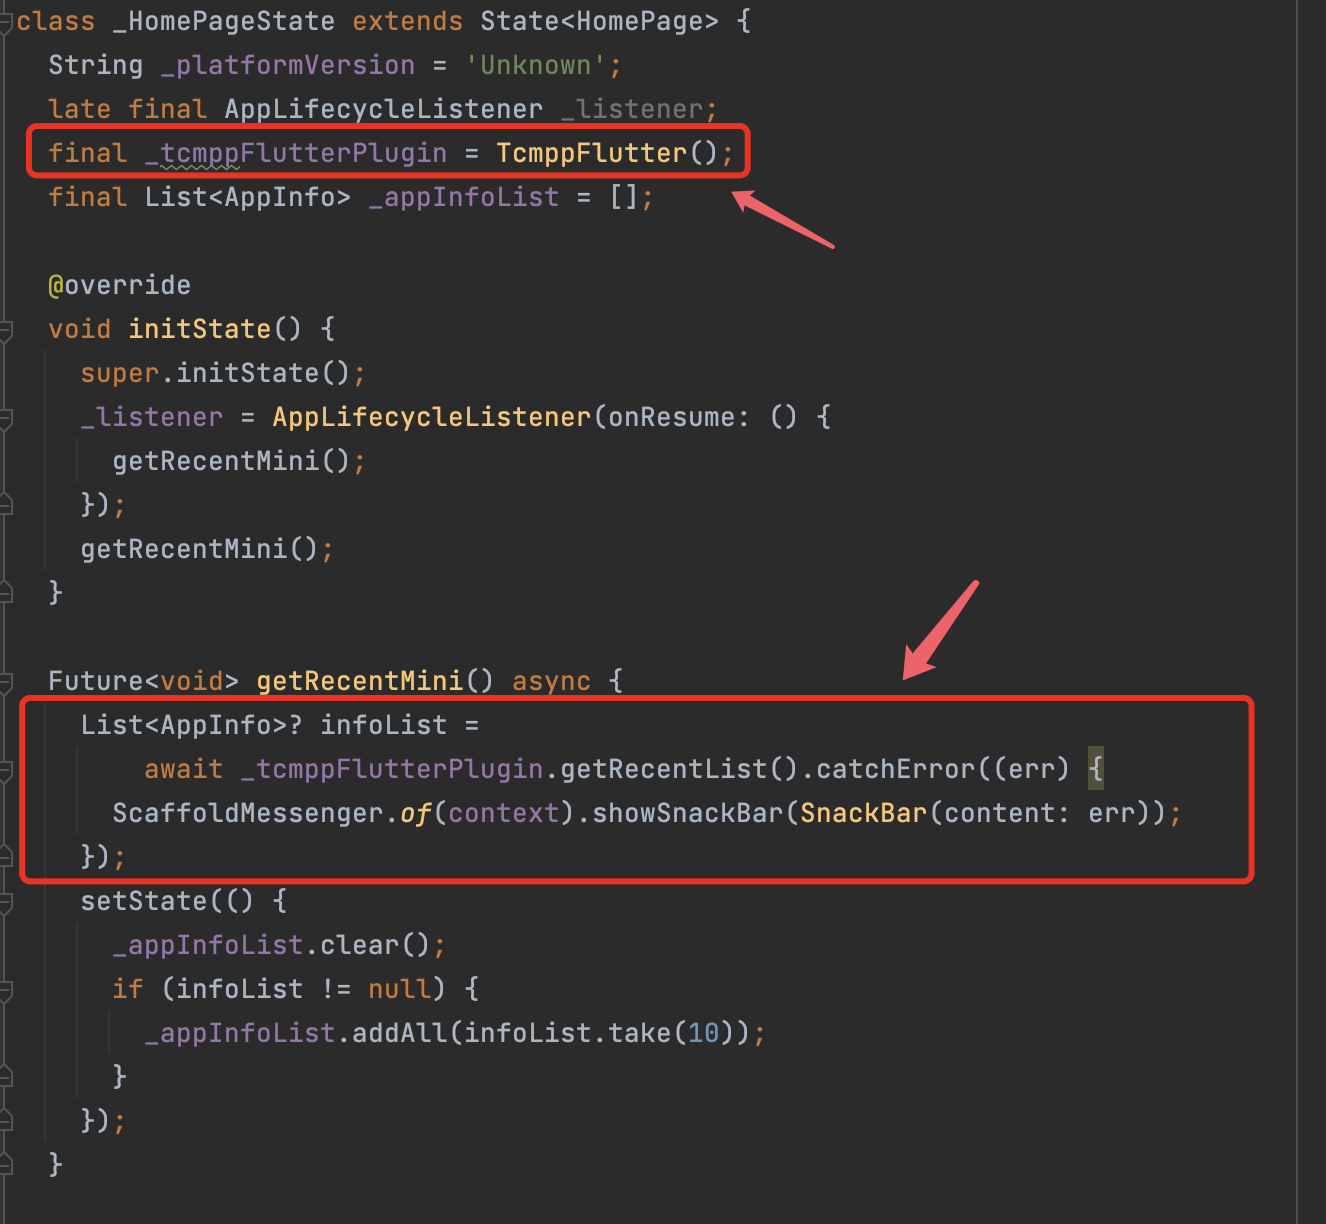 class _HomePageState extends State<HomePage> {
  String _platformVersion = 'Unknown';
  late final AppLifecycleListener _listener;
  final _tcmppFlutterPlugin = TcmppFlutter();
  final List<AppInfo> _appInfoList = [];
  @override
  void initState() {
    super.initState();
    _listener = AppLifecycleListener(onResume: () {
      getRecentMini();
    });
    getRecentMini();
  }
  Future<void> getRecentMini() async {
    List<AppInfo>? infoList =
        await _tcmppFlutterPlugin.getRecentList().catchError((err) {
      ScaffoldMessenger.of(context).showSnackBar(SnackBar(content: err));
    });
    setState(() {
      _appInfoList.clear();
      if (infoList != null) {
        _appInfoList.addAll(infoList.take(10));
      }
    });
  }